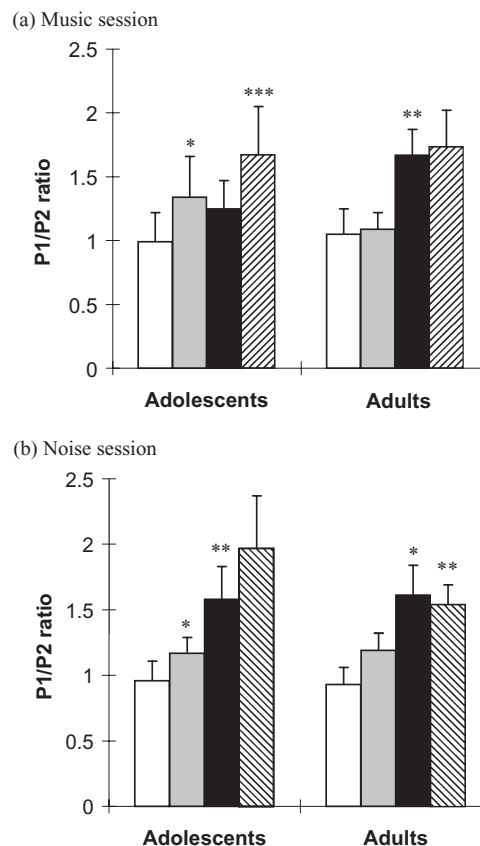 (a) Music session
2.5
2
1.5
1
0.5
0
P1/P2 ratio
*
***
**
Adolescents
Adults
(b) Noise session
2.5
2
1.5
1
0.5
0
P1/P2 ratio
*
**
*
**
Adolescents
Adults